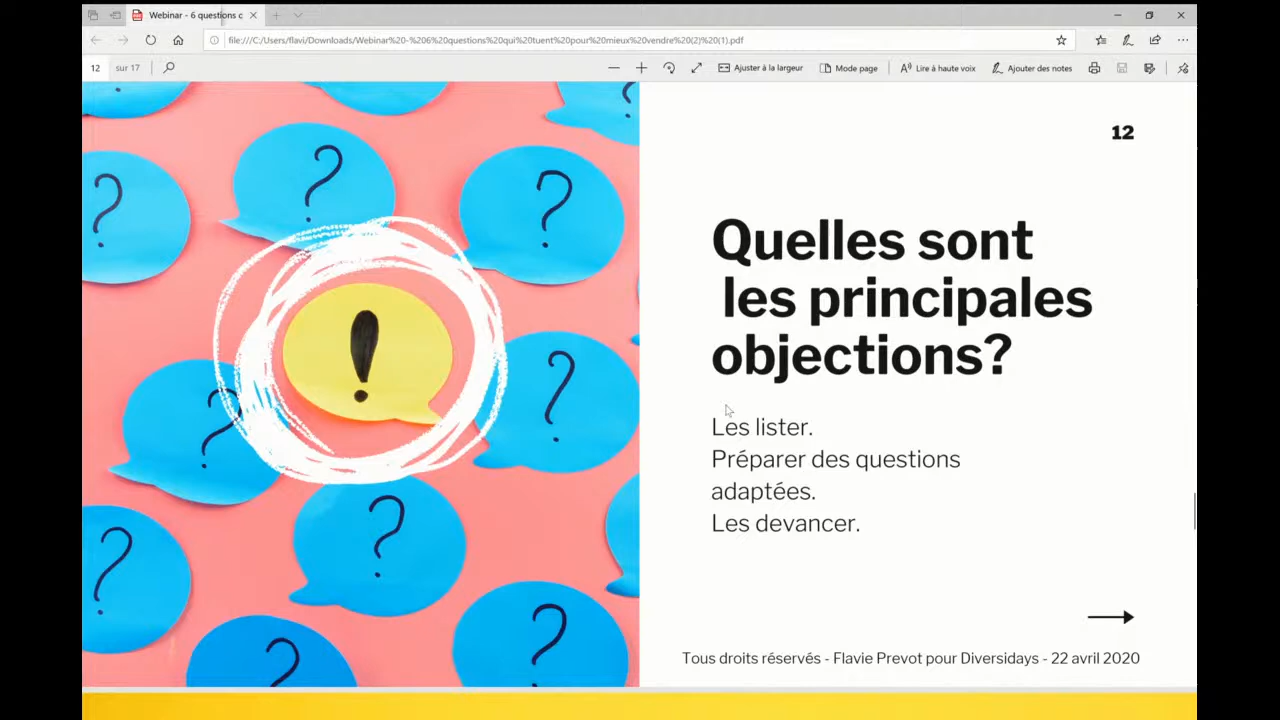 Webinar - 6 questions c
file:///C:/Users/flavi/Downloads/Webinar%20-%206%20questions%20qui%20tuent%20pour%20mieux%20vendre%20(2)%20(1).pdf
12 sur 17
Ajuster à la largeur
Mode page
Lire à haute voix
Ajouter des notes
12
Quelles sont
les principales
objections?
Les lister.
Préparer des questions
adaptées.
Les devancer.
Tous droits réservés - Flavie Prevot pour Diversidays - 22 avril 2020
? ? ? ?
?
!
? ?
? ?
? ?